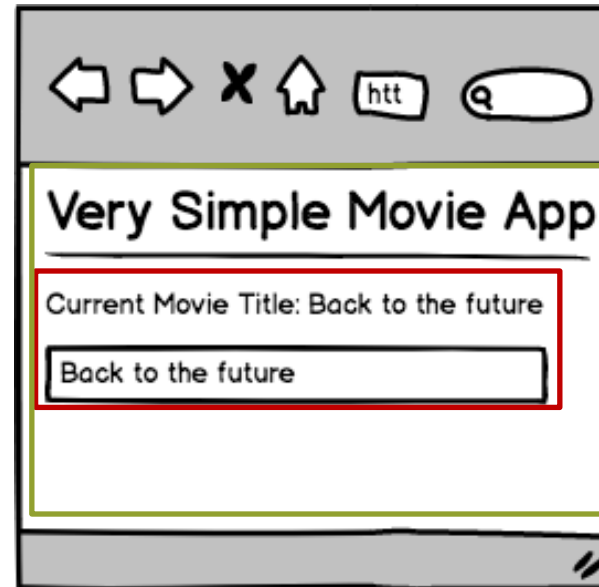 htt
Very Simple Movie App
Current Movie Title: Back to the future
Back to the future